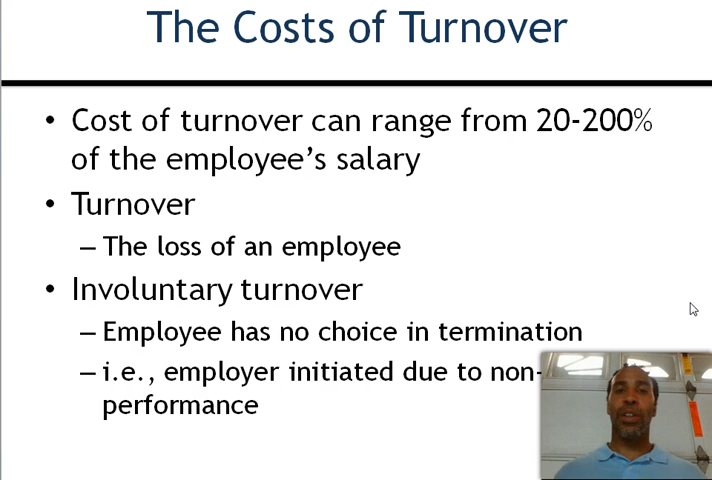 The Costs of Turnover
• Cost of turnover can range from 20-200%
of the employee’s salary
• Turnover
– The loss of an employee
• Involuntary turnover
– Employee has no choice in termination
– i.e., employer initiated due to non-
performance